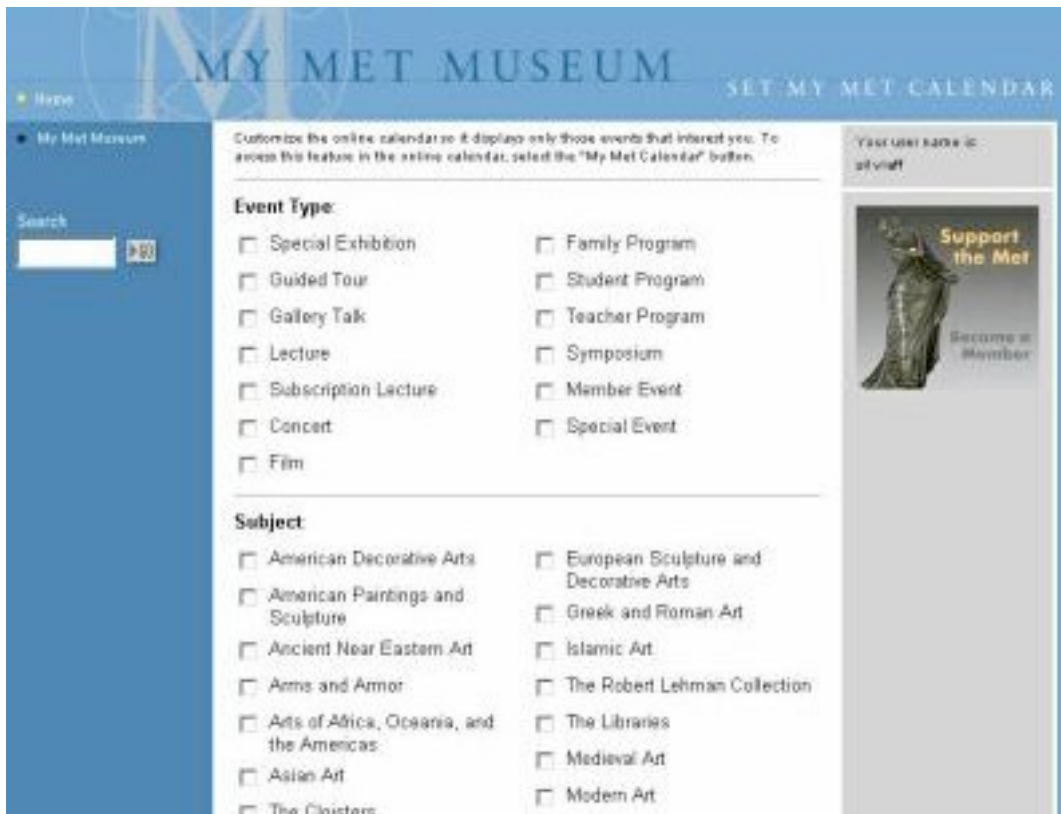 MY MET MUSEUM
SET MY MET CALENDAR
Home
My Met Museum
Search
Customize the online calendar so it displays only those events that interest you. To
access this feature in the online calendar, select the "My Met Calendar" button.
Your user name is
Support
the Met
Become a
Member
Event Type
Special Exhibition
Guided Tour
Gallery Talk
Lecture
Subscription Lecture
Concert
Film
Family Program
Student Program
Teacher Program
Symposium
Member Event
Special Event
Subject
American Decorative Arts
American Paintings and
Sculpture
Ancient Near Eastern Art
Arms and Armor
Arts of Africa, Oceania, and
the Americas
Asian Art
The Cloisters
European Sculpture and
Decorative Arts
Greek and Roman Art
Islamic Art
The Robert Lehman Collection
The Libraries
Medieval Art
Modern Art